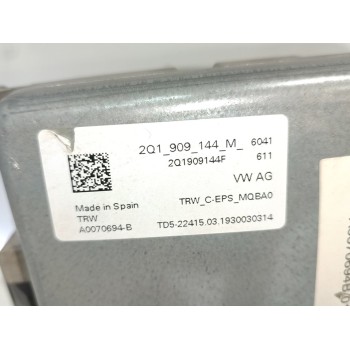 2Q1_909_144_M_ 6041
2Q1909144F 611
VW AG
TRW_C-EPS_MQBA0
Made in Spain
TRW
A0070694-B TD5-22415.03.1930030314